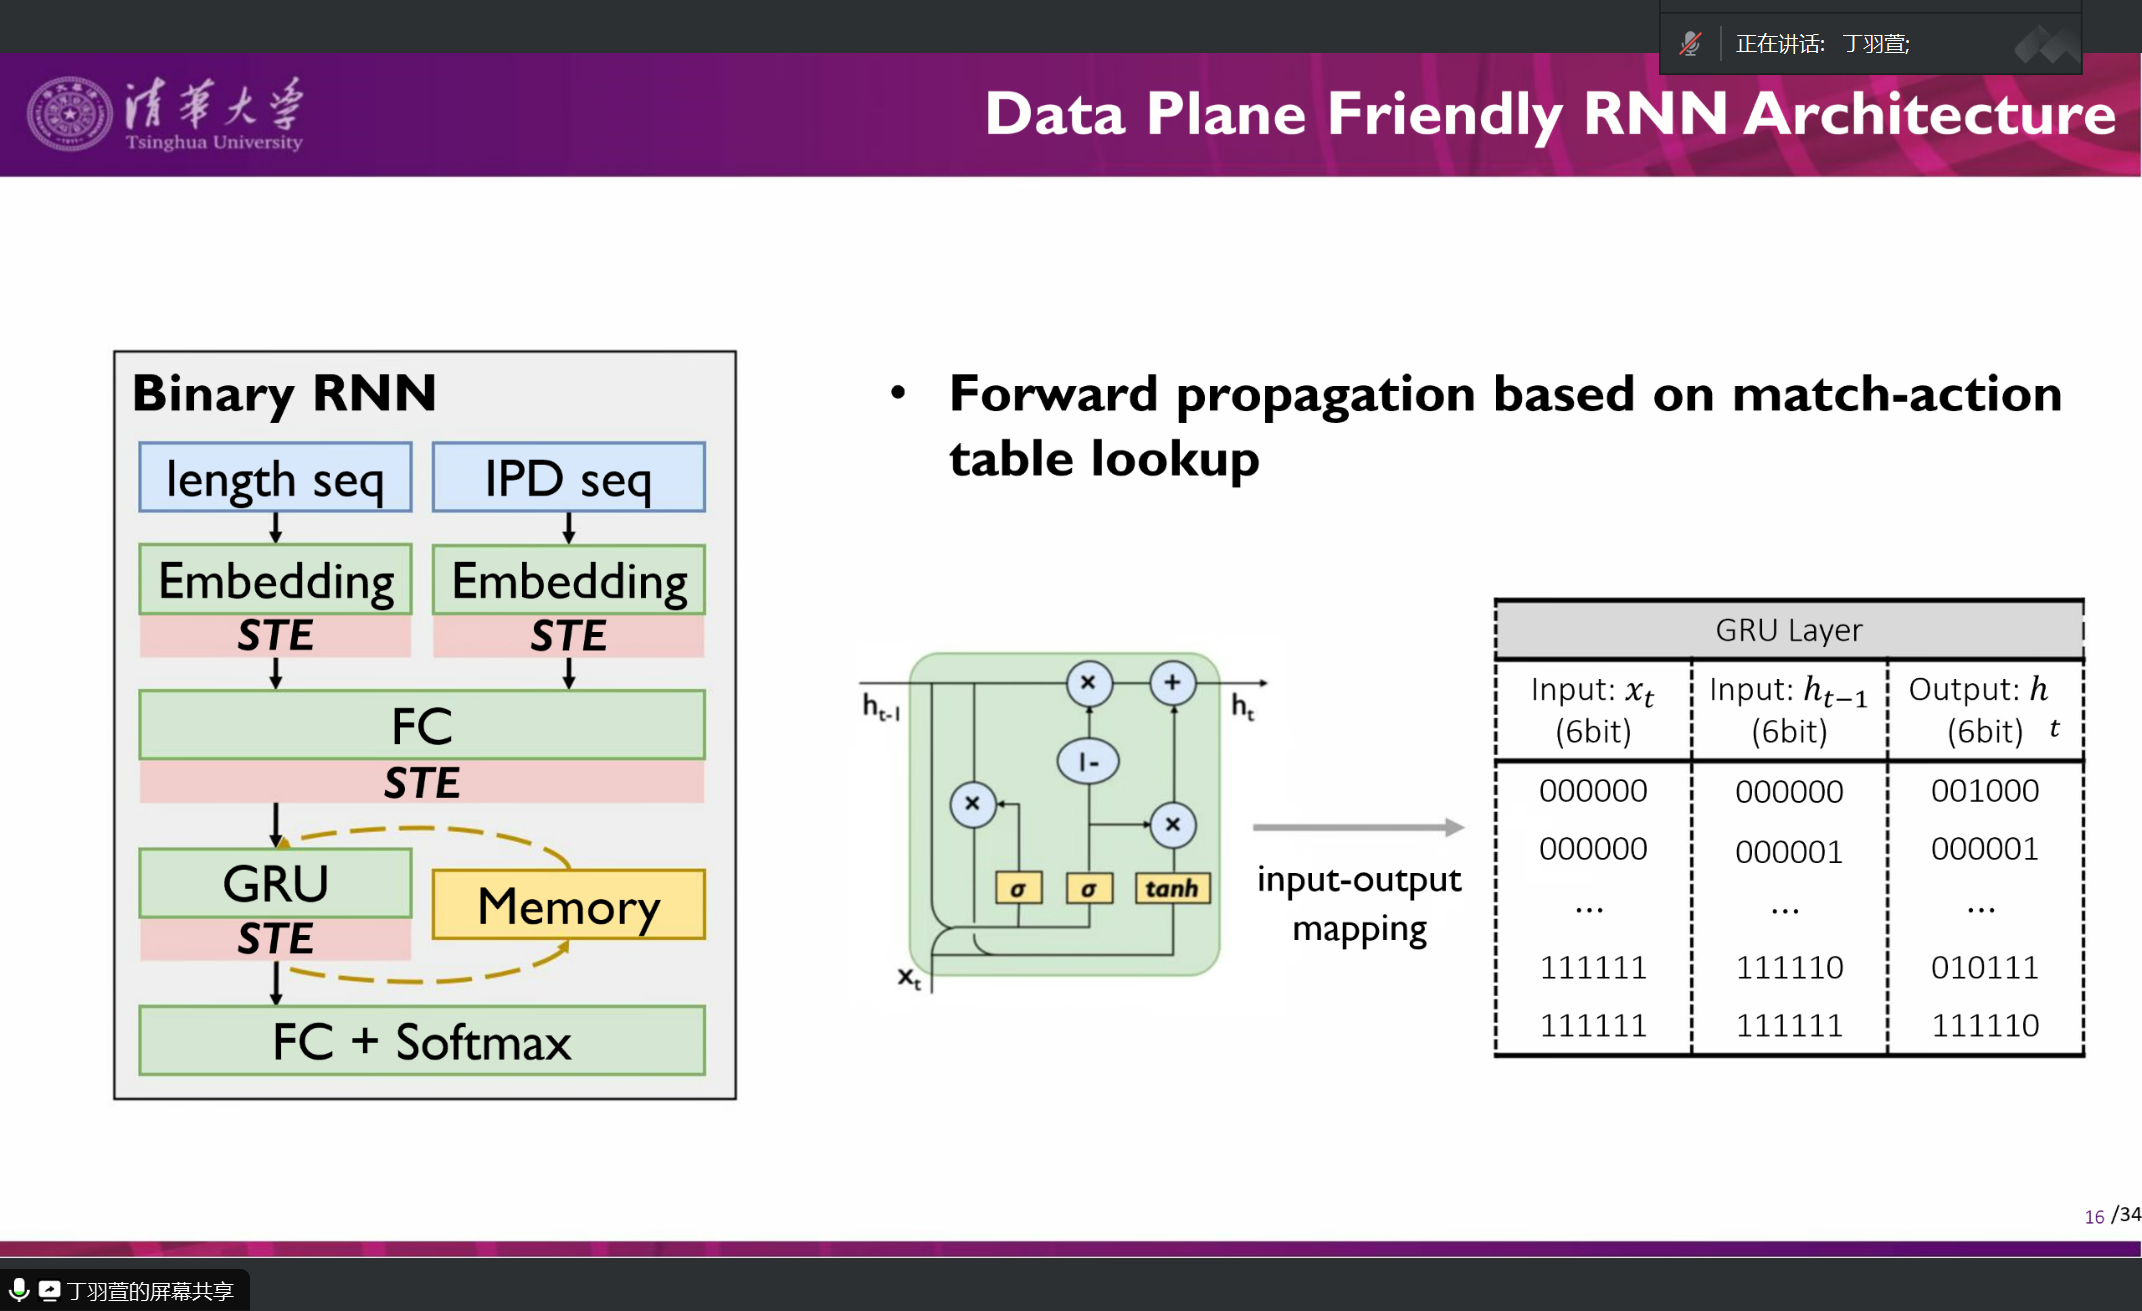 正在讲话: 丁羽萱;
清华大学
Tsinghua University
Data Plane Friendly RNN Architecture
Binary RNN
length seq
IPD seq
Embedding
Embedding
STE
STE
FC
STE
GRU
STE
Memory
FC + Softmax
• Forward propagation based on match-action
table lookup
h_{t-1}
×
+
h_t
1-
×
×
σ
σ
tanh
x_t
input-output
mapping
GRU Layer
Input: x_t (6bit)
Input: h_{t-1} (6bit)
Output: h_t (6bit)
000000 000000 001000
000000 000001 000001
... ... ...
111111 111110 010111
111111 111111 111110
16 /34
丁羽萱的屏幕共享